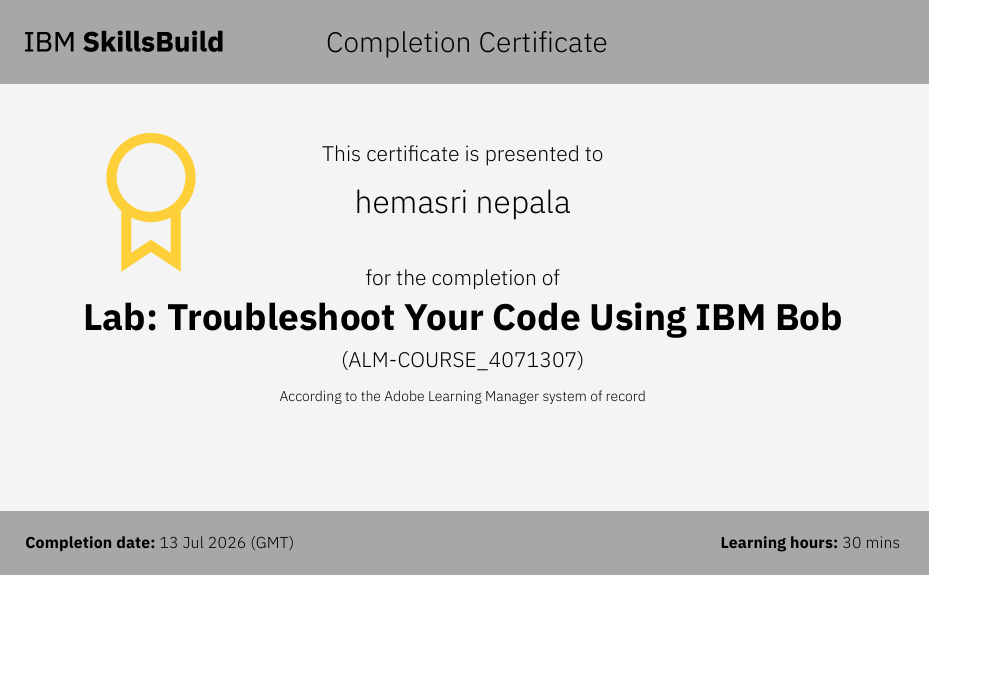 IBM SkillsBuild
Completion Certificate
This certificate is presented to
hemasri nepala
for the completion of
Lab: Troubleshoot Your Code Using IBM Bob
(ALM-COURSE_4071307)
According to the Adobe Learning Manager system of record
Completion date: 13 Jul 2026 (GMT)
Learning hours: 30 mins